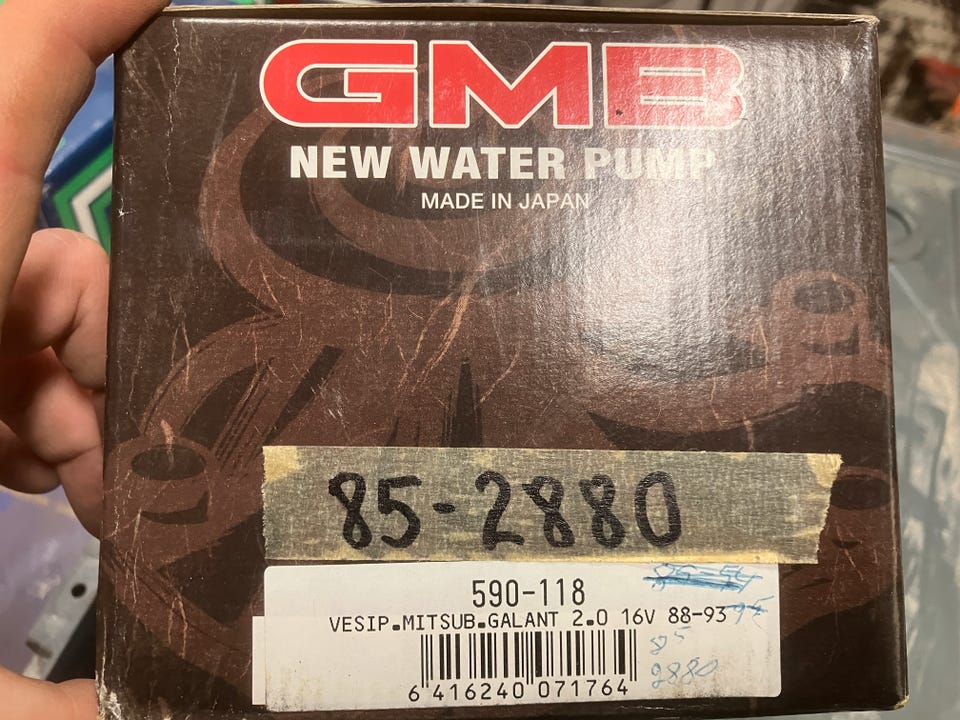 GMB
NEW WATER PUMP
MADE IN JAPAN
85-2880
590-118
VESIP.MITSUB.GALANT 2.0 16V 88-93
85
2880
6 416240 071764